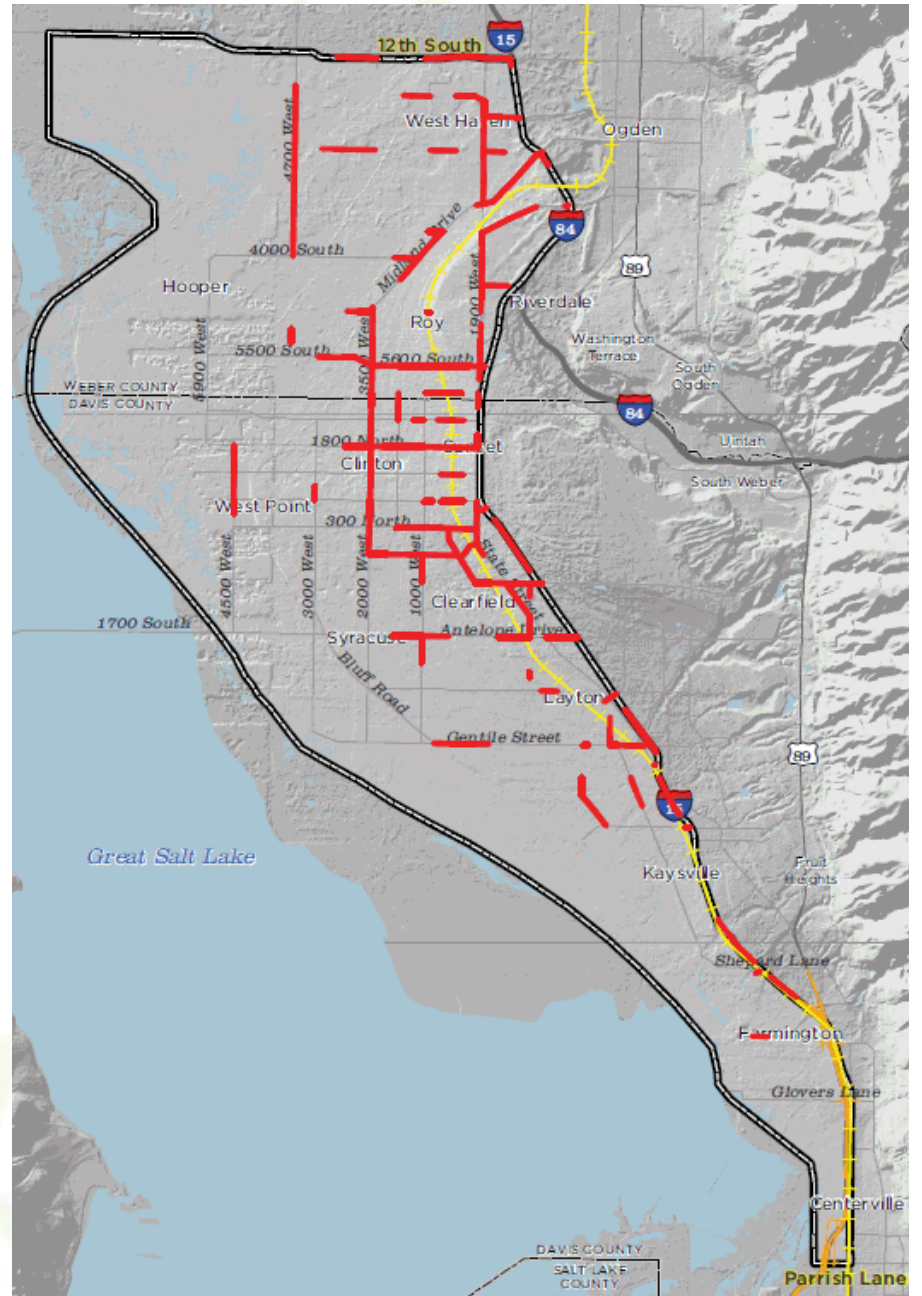 15
12th South
West Haven
Ogden
4700 West
84
4000 South
Midland Drive
89
Hooper
1900 West
Riverdale
Roy
Washington
Terrace
5500 South
3500 West
5600 South
South
Ogden
5900 West
WEBER COUNTY
DAVIS COUNTY
84
1800 North
Uintah
Clinton
South Weber
West Point
300 North
4500 West
3000 West
2000 West
1000 West
State Street
Clearfield
1700 South
Syracuse
Antelope Drive
Bluff Road
Layton
Gentile Street
89
15
Great Salt Lake
Kaysville
Fruit
Heights
Shepard Lane
Farmington
Glovers Lane
Centerville
DAVIS COUNTY
SALT LAKE
COUNTY
Parrish Lane